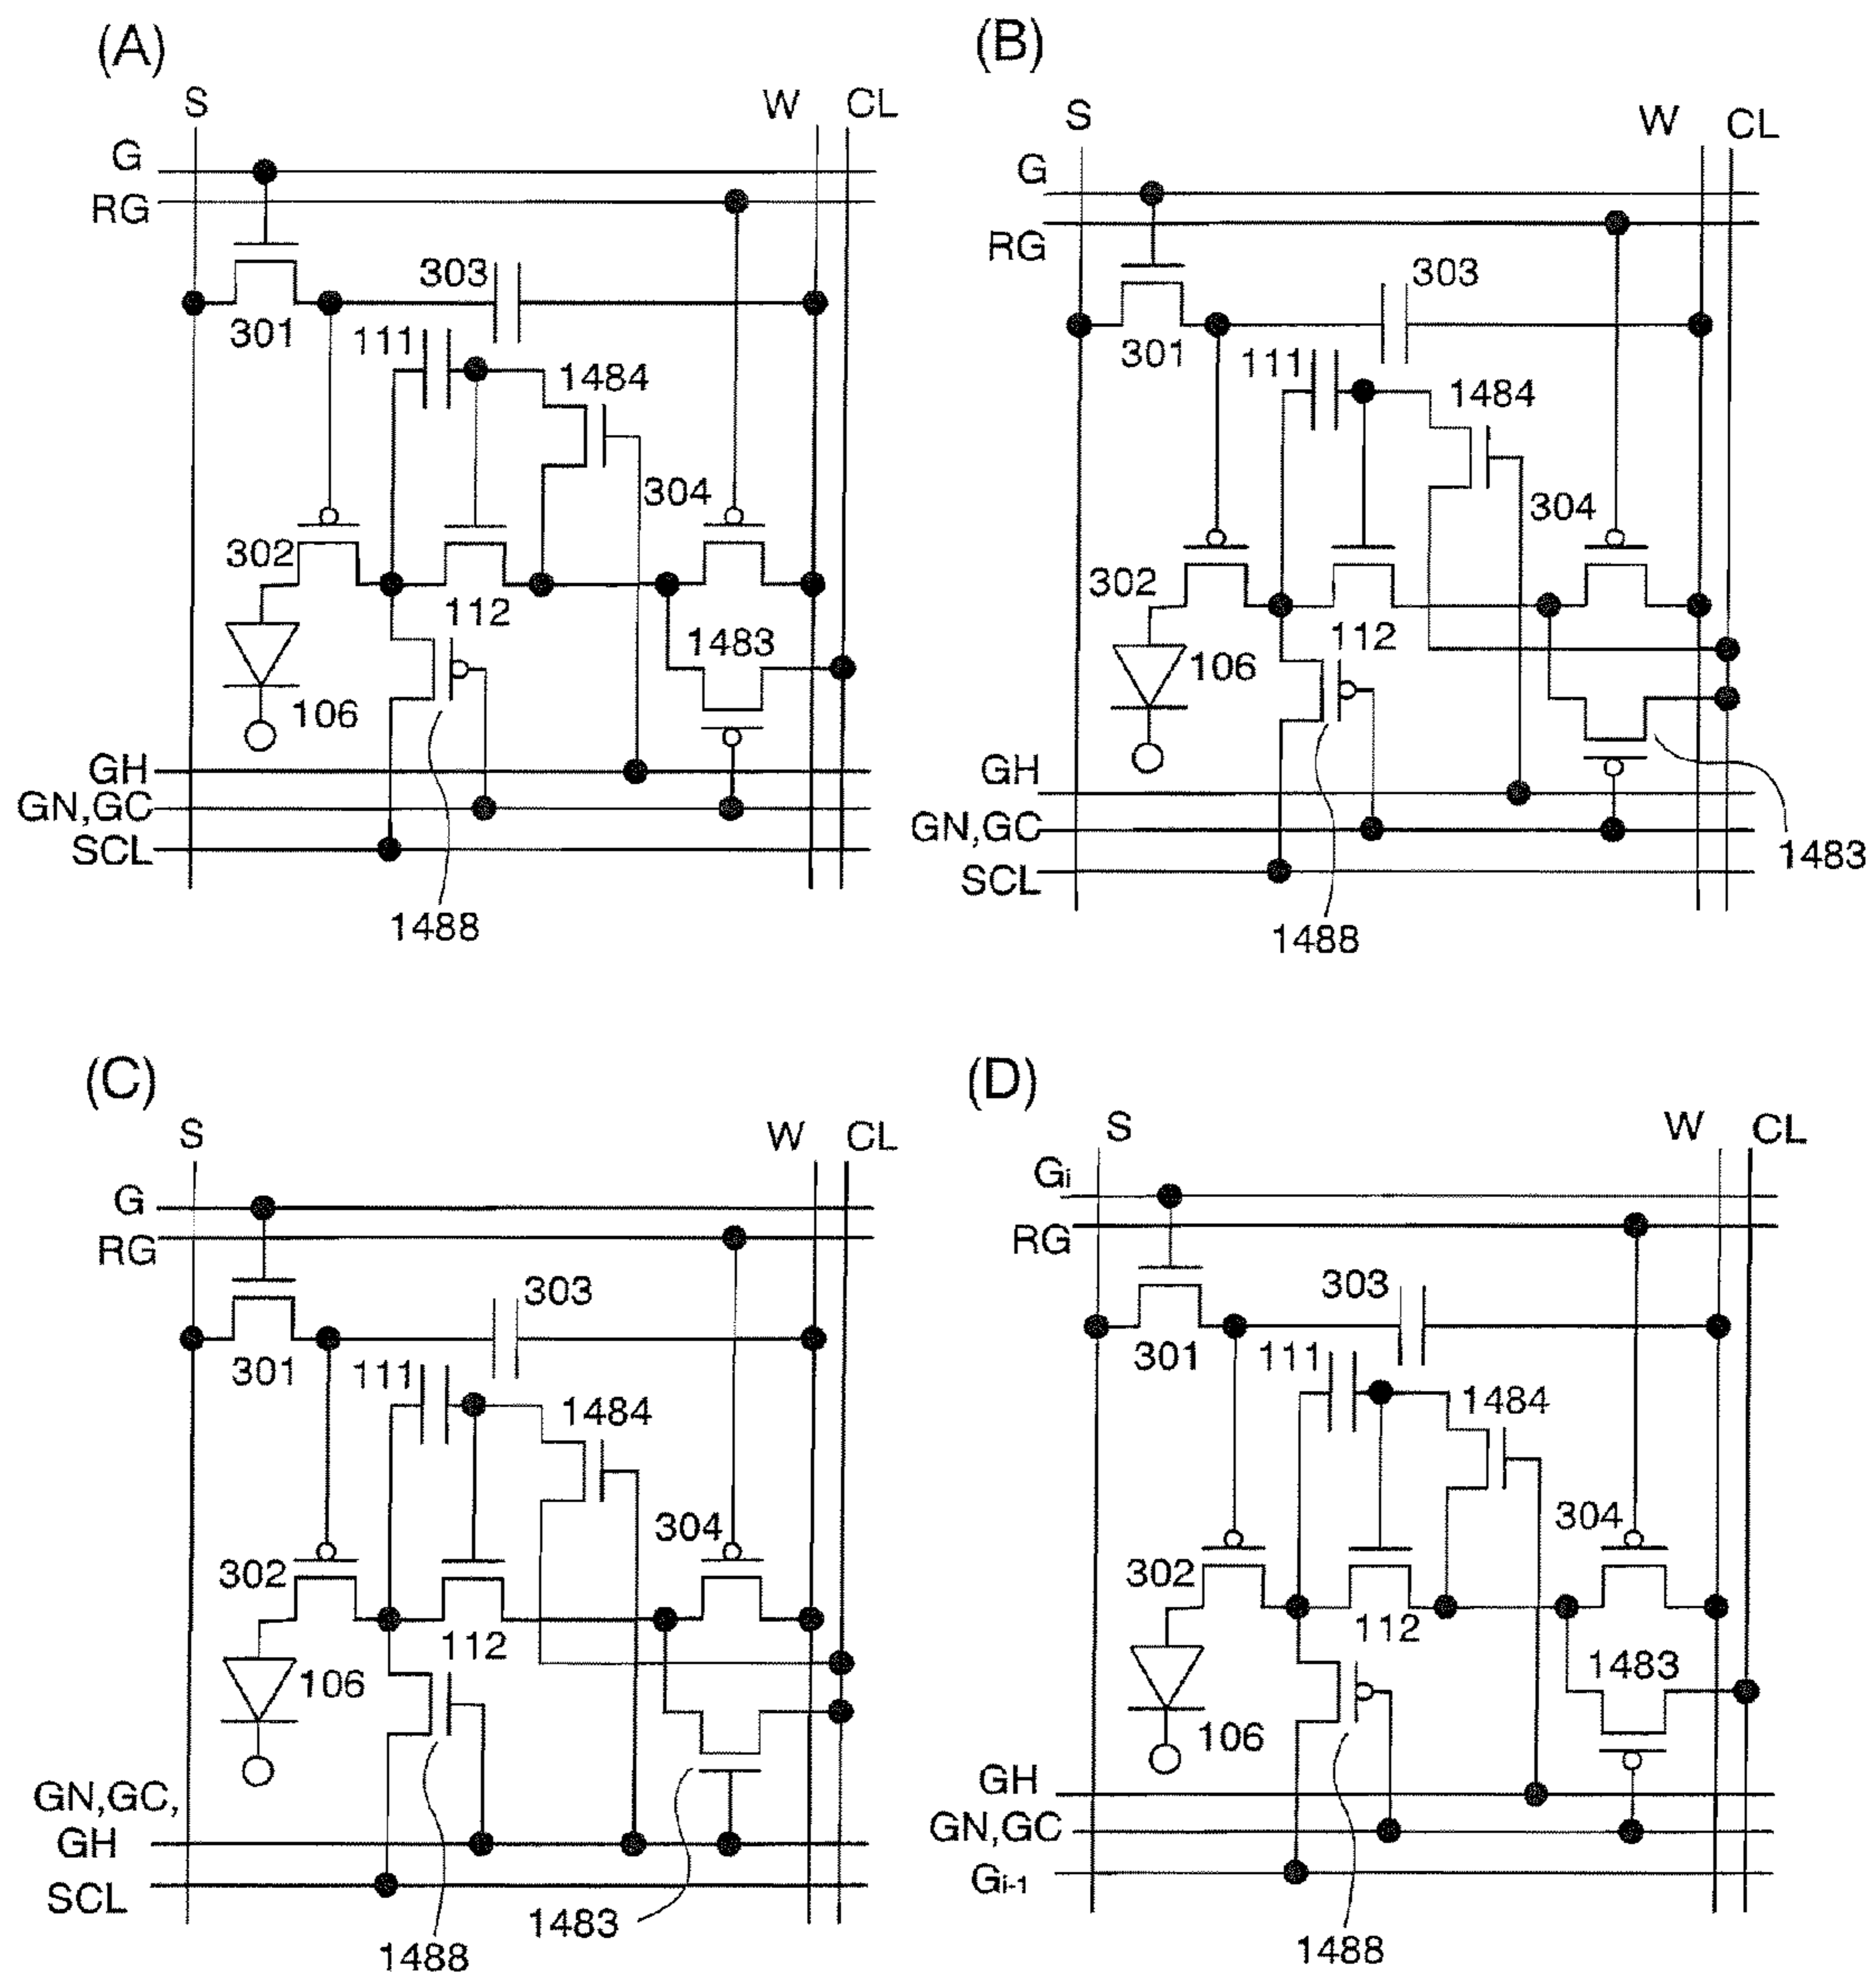 (A)
S
W
CL
G
RG
303
301
111
1484
304
302
112
1483
106
GH
GN,GC
SCL
1488
(B)
S
W
CL
G
RG
303
301
111
1484
304
302
112
106
GH
GN,GC
SCL
1483
1488
(C)
S
W
CL
G
RG
303
301
111
1484
304
302
112
106
GN,GC,
GH
SCL
1483
1488
(D)
S
W
CL
Gi
RG
303
301
111
1484
304
302
112
1483
106
GH
GN,GC
Gi-1
1488